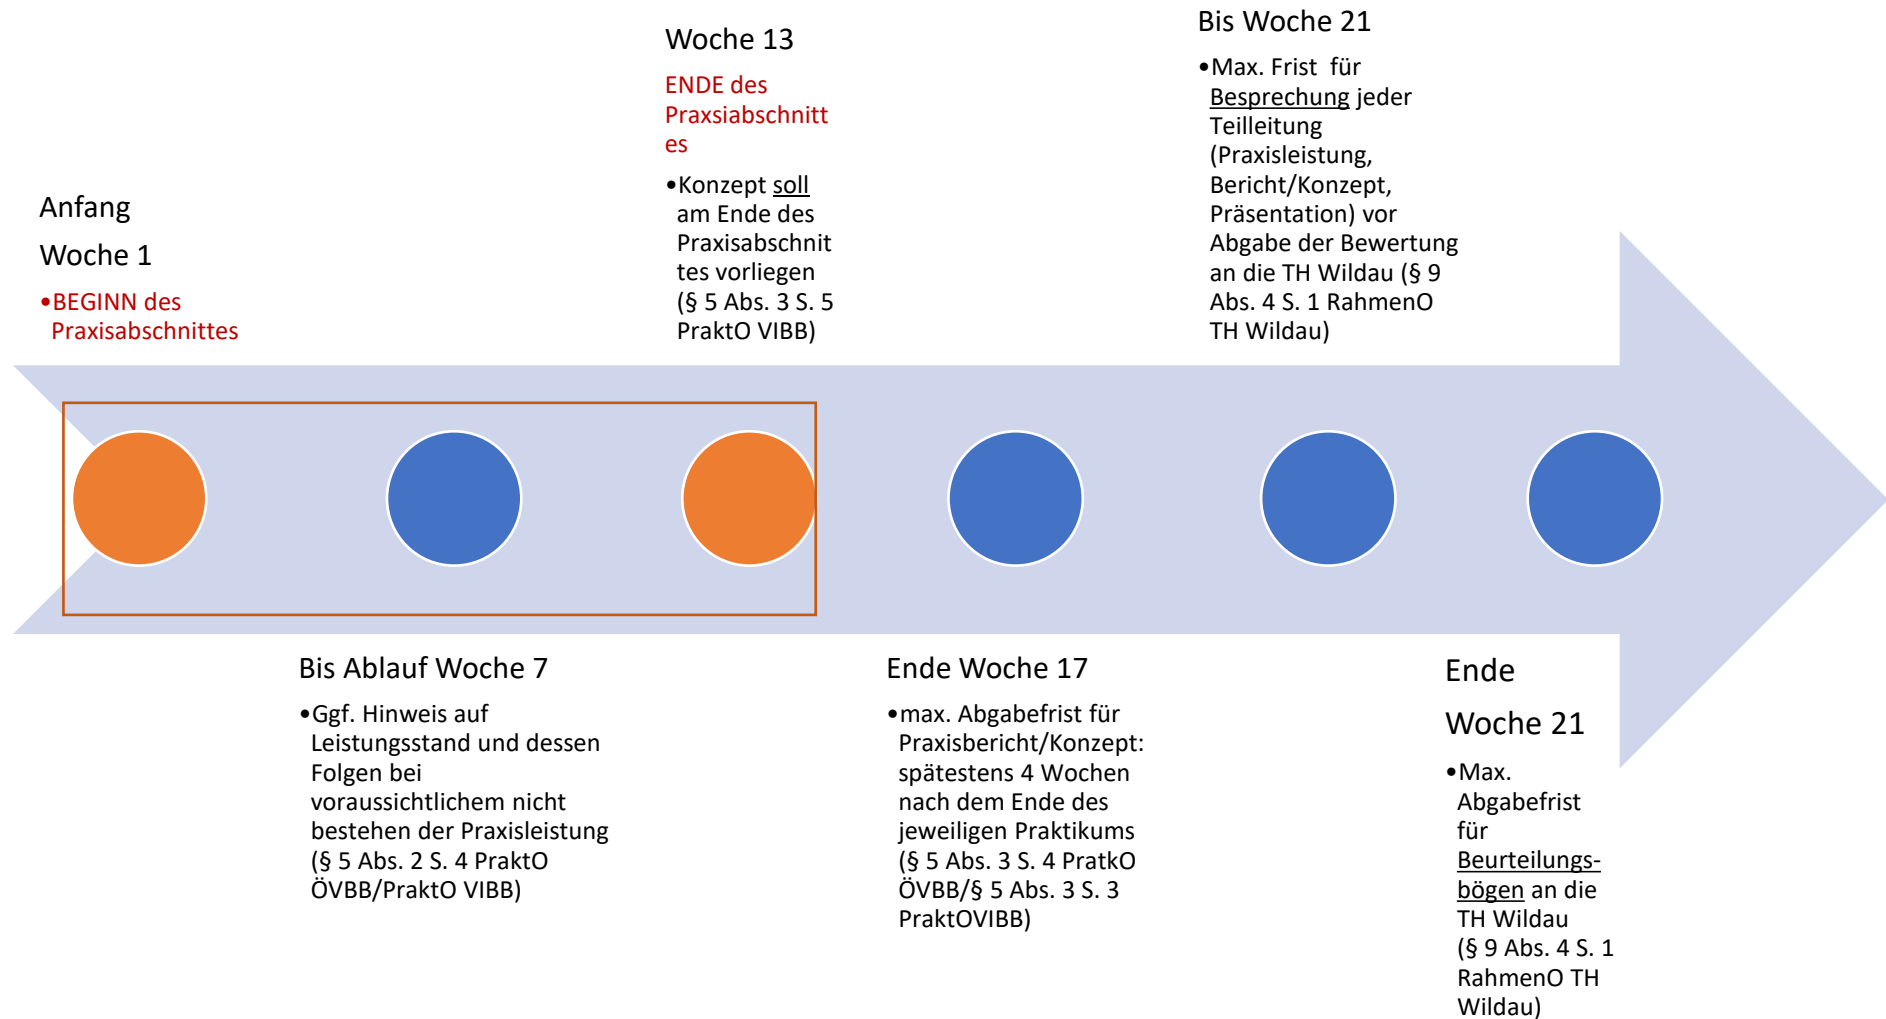 Anfang
Woche 1
•BEGINN des
Praxisabschnittes
Bis Ablauf Woche 7
•Ggf. Hinweis auf
Leistungsstand und dessen
Folgen bei
voraussichtlichem nicht
bestehen der Praxisleistung
(§ 5 Abs. 2 S. 4 PraktO
ÖVBB/PraktO VIBB)
Woche 13
ENDE des
Praxsiabschnitt
es
•Konzept soll
am Ende des
Praxisabschnit
tes vorliegen
(§ 5 Abs. 3 S. 5
PraktO VIBB)
Ende Woche 17
•max. Abgabefrist für
Praxisbericht/Konzept:
spätestens 4 Wochen
nach dem Ende des
jeweiligen Praktikums
(§ 5 Abs. 3 S. 4 PratkO
ÖVBB/§ 5 Abs. 3 S. 3
PraktOVIBB)
Bis Woche 21
•Max. Frist für
Besprechung jeder
Teilleitung
(Praxisleistung,
Bericht/Konzept,
Präsentation) vor
Abgabe der Bewertung
an die TH Wildau (§ 9
Abs. 4 S. 1 RahmenO
TH Wildau)
Ende
Woche 21
•Max.
Abgabefrist
für
Beurteilungs-
bögen an die
TH Wildau
(§ 9 Abs. 4 S. 1
RahmenO TH
Wildau)